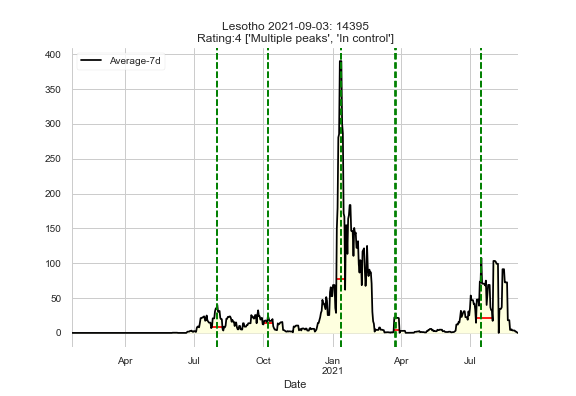 Lesotho 2021-09-03: 14395
Rating:4 ['Multiple peaks', 'In control']
400
350
300
250
200
150
100
50
0
Average-7d
Apr
Jul
Oct
Jan
2021
Apr
Jul
Date